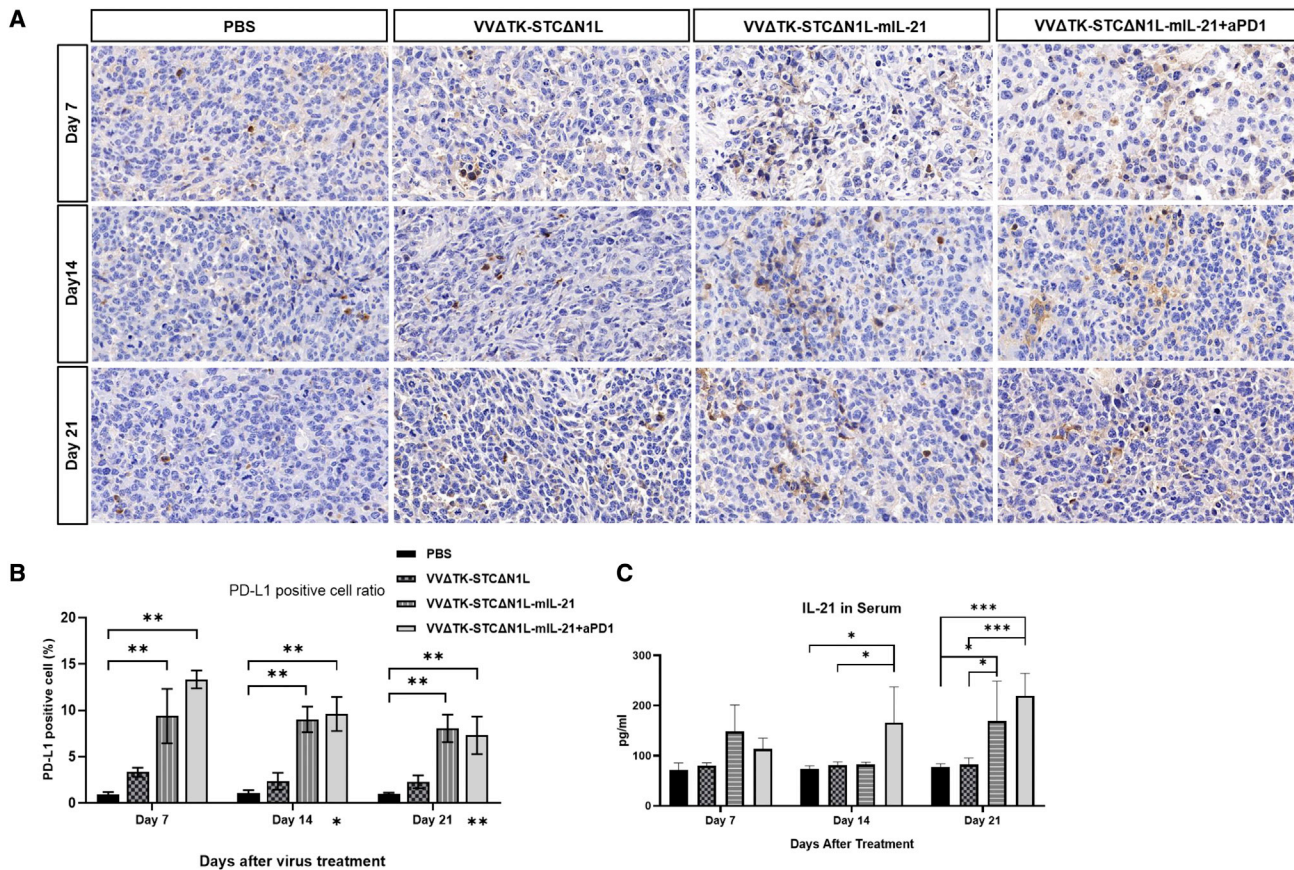 A
PBS
VVΔTK-STCΔN1L
VVΔTK-STCΔN1L-mIL-21
VVΔTK-STCΔN1L-mIL-21+aPD1
Day 7
Day14
Day 21
B
PBS
VVΔTK-STCΔN1L
VVΔTK-STCΔN1L-mIL-21
VVΔTK-STCΔN1L-mIL-21+aPD1
PD-L1 positive cell ratio
PD-L1 positive cell (%)
20
15
10
5
0
**
**
**
**
**
**
Day 7
Day 14
*
Day 21
**
Days after virus treatment
C
IL-21 in Serum
pg/ml
300
200
100
0
*
*
***
***
*
*
Day 7
Day 14
Day 21
Days After Treatment